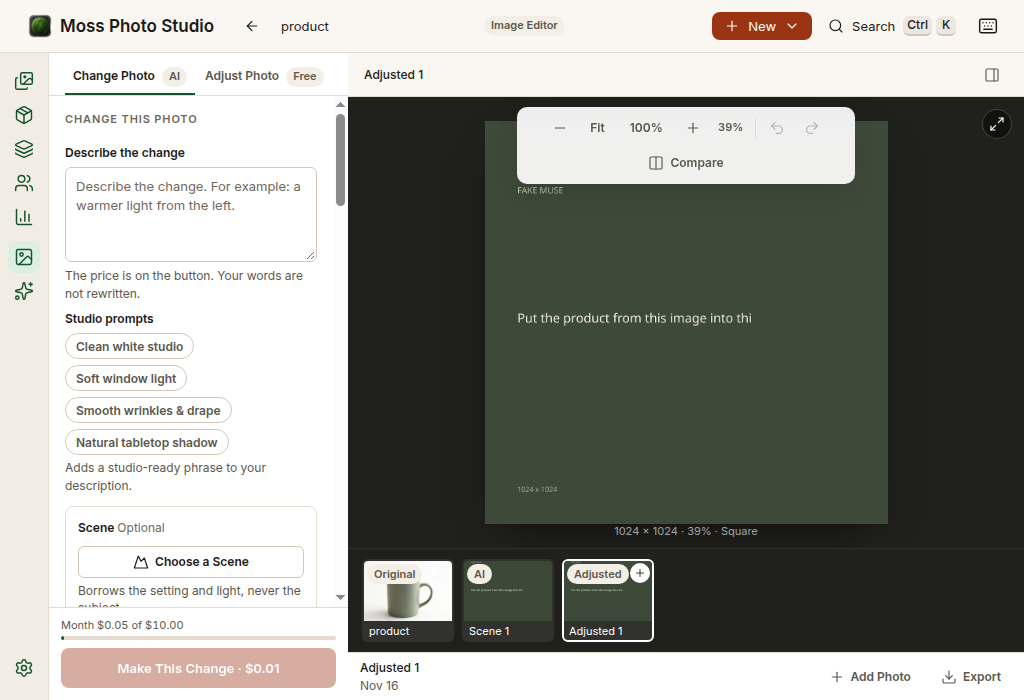 Moss Photo Studio
product
Image Editor
New
Search Ctrl K
Change Photo AI
Adjust Photo Free
Adjusted 1
CHANGE THIS PHOTO
Describe the change
Describe the change. For example: a
warmer light from the left.
The price is on the button. Your words are
not rewritten.
Studio prompts
Clean white studio
Soft window light
Smooth wrinkles & drape
Natural tabletop shadow
Adds a studio-ready phrase to your
description.
Scene Optional
Choose a Scene
Borrows the setting and light, never the
subject.
Month $0.05 of $10.00
Make This Change · $0.01
Fit 100% 39%
Compare
FAKE MUSE
Put the product from this image into thi
1024 x 1024
1024 × 1024 · 39% · Square
Original
product
AI
Scene 1
Adjusted
Adjusted 1
Adjusted 1
Nov 16
Add Photo
Export